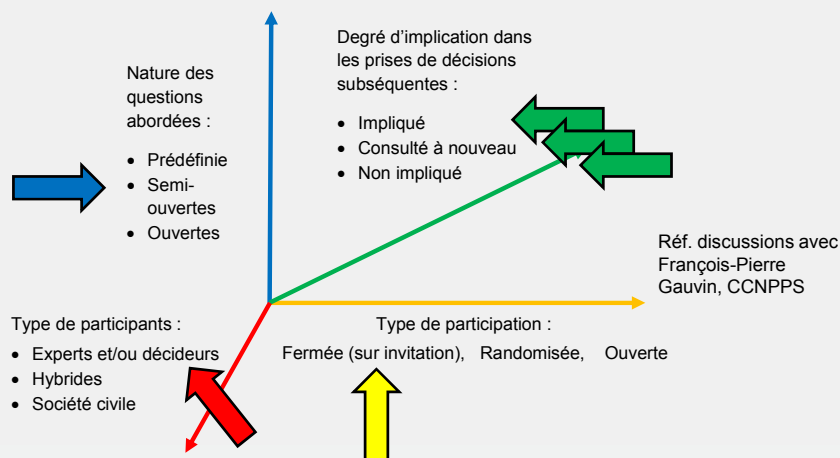 Nature des
questions
abordées :
• Prédéfinie
• Semi-
ouvertes
• Ouvertes
Degré d’implication dans
les prises de décisions
subséquentes :
• Impliqué
• Consulté à nouveau
• Non impliqué
Réf. discussions avec
François-Pierre
Gauvin, CCNPPS
Type de participants :
• Experts et/ou décideurs
• Hybrides
• Société civile
Type de participation :
Fermée (sur invitation), Randomisée, Ouverte